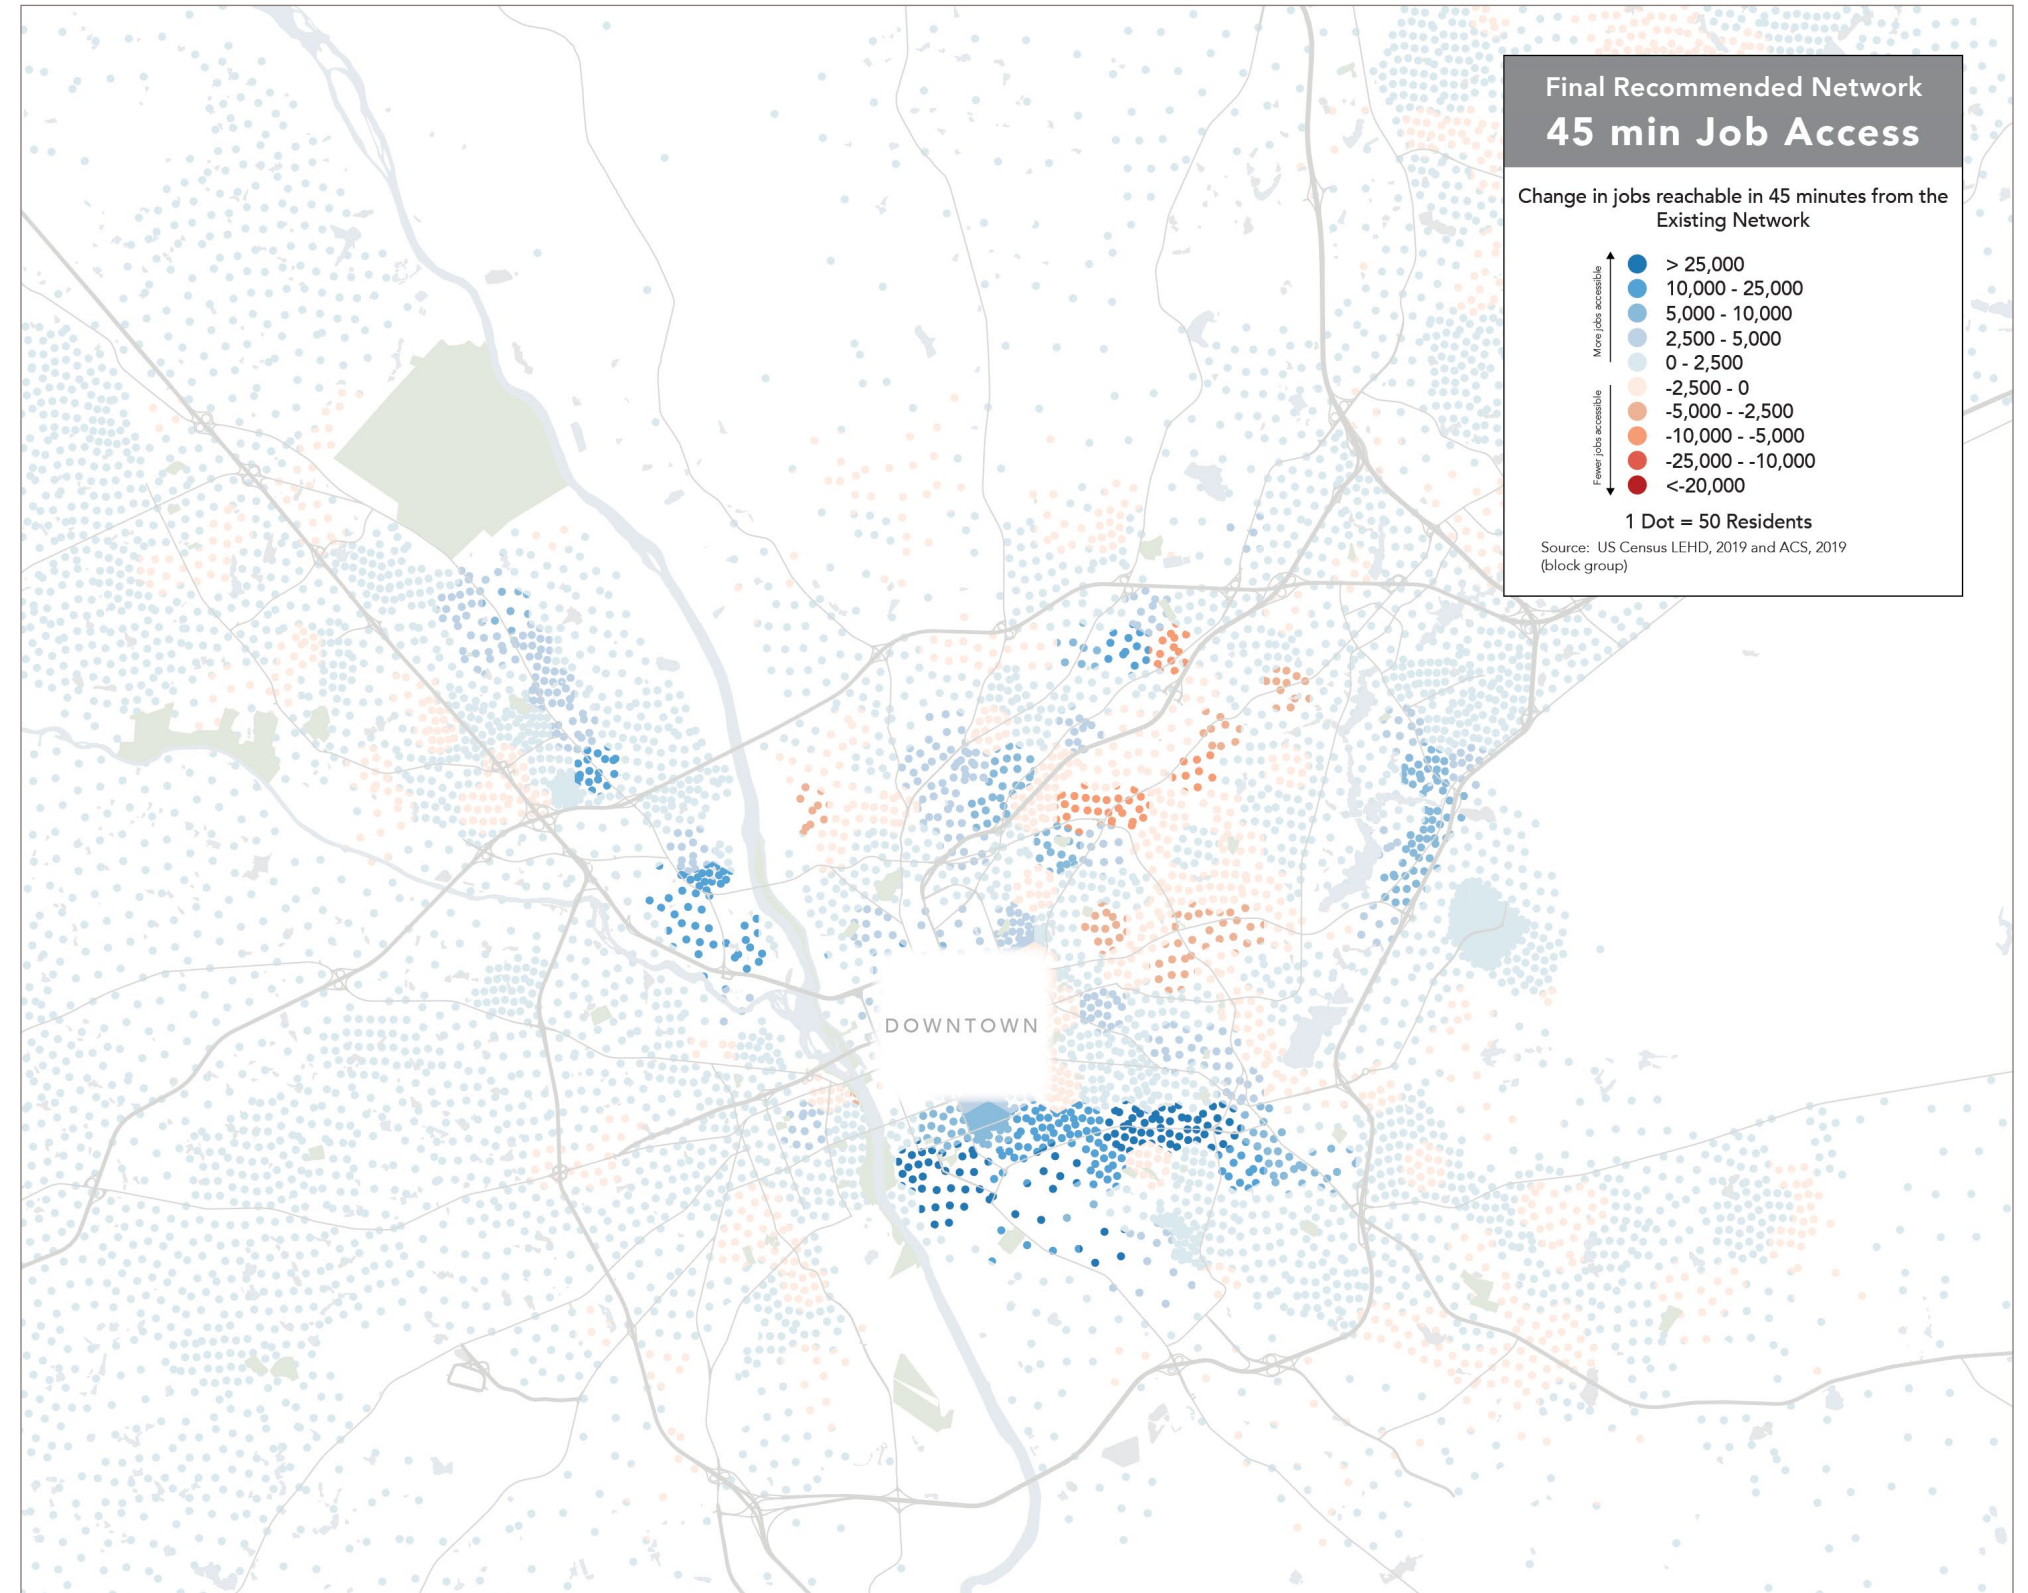 Final Recommended Network
45 min Job Access
Change in jobs reachable in 45 minutes from the
Existing Network
More jobs accessible
> 25,000
10,000 - 25,000
5,000 - 10,000
2,500 - 5,000
0 - 2,500
Fewer jobs accessible
-2,500 - 0
-5,000 - -2,500
-10,000 - -5,000
-25,000 - -10,000
<-20,000
1 Dot = 50 Residents
Source: US Census LEHD, 2019 and ACS, 2019
(block group)
DOWNTOWN